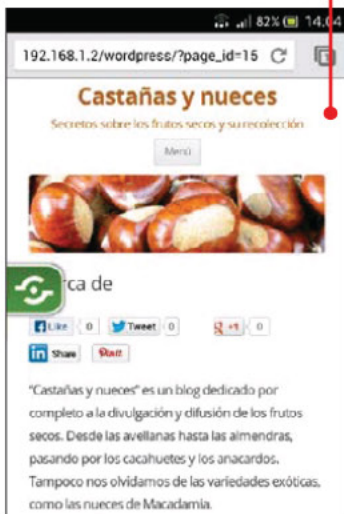 82% 14:04
192.168.1.2/wordpress/?page_id=15
Castañas y nueces
Secretos sobre los frutos secos y su recolección
Menú
rca de
Like 0 Tweet 0 +1 0
Share Pin it
"Castañas y nueces" es un blog dedicado por
completo a la divulgación y difusión de los frutos
secos. Desde las avellanas hasta las almendras,
pasando por los cacahuetes y los anacardos.
Tampoco nos olvidamos de las variedades exóticas,
como las nueces de Macadamia.